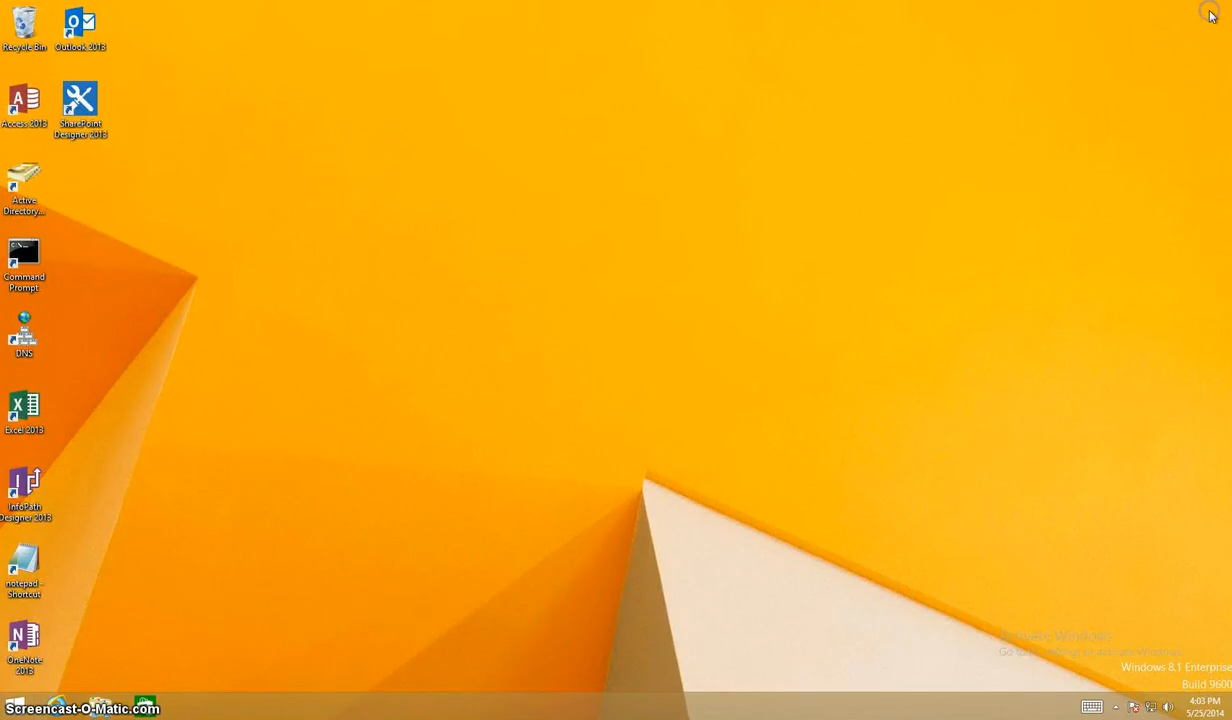 Recycle Bin
Outlook 2013
Access 2013
SharePoint
Designer 2013
Active
Directory...
C:\
Command
Prompt
DNS
Excel 2013
InfoPath
Designer 2013
notepad -
Shortcut
OneNote
2013
Activate Windows
Windows 8.1 Enterprise
Build 9600
Screencast-O-Matic.com
4:03 PM
5/25/2014